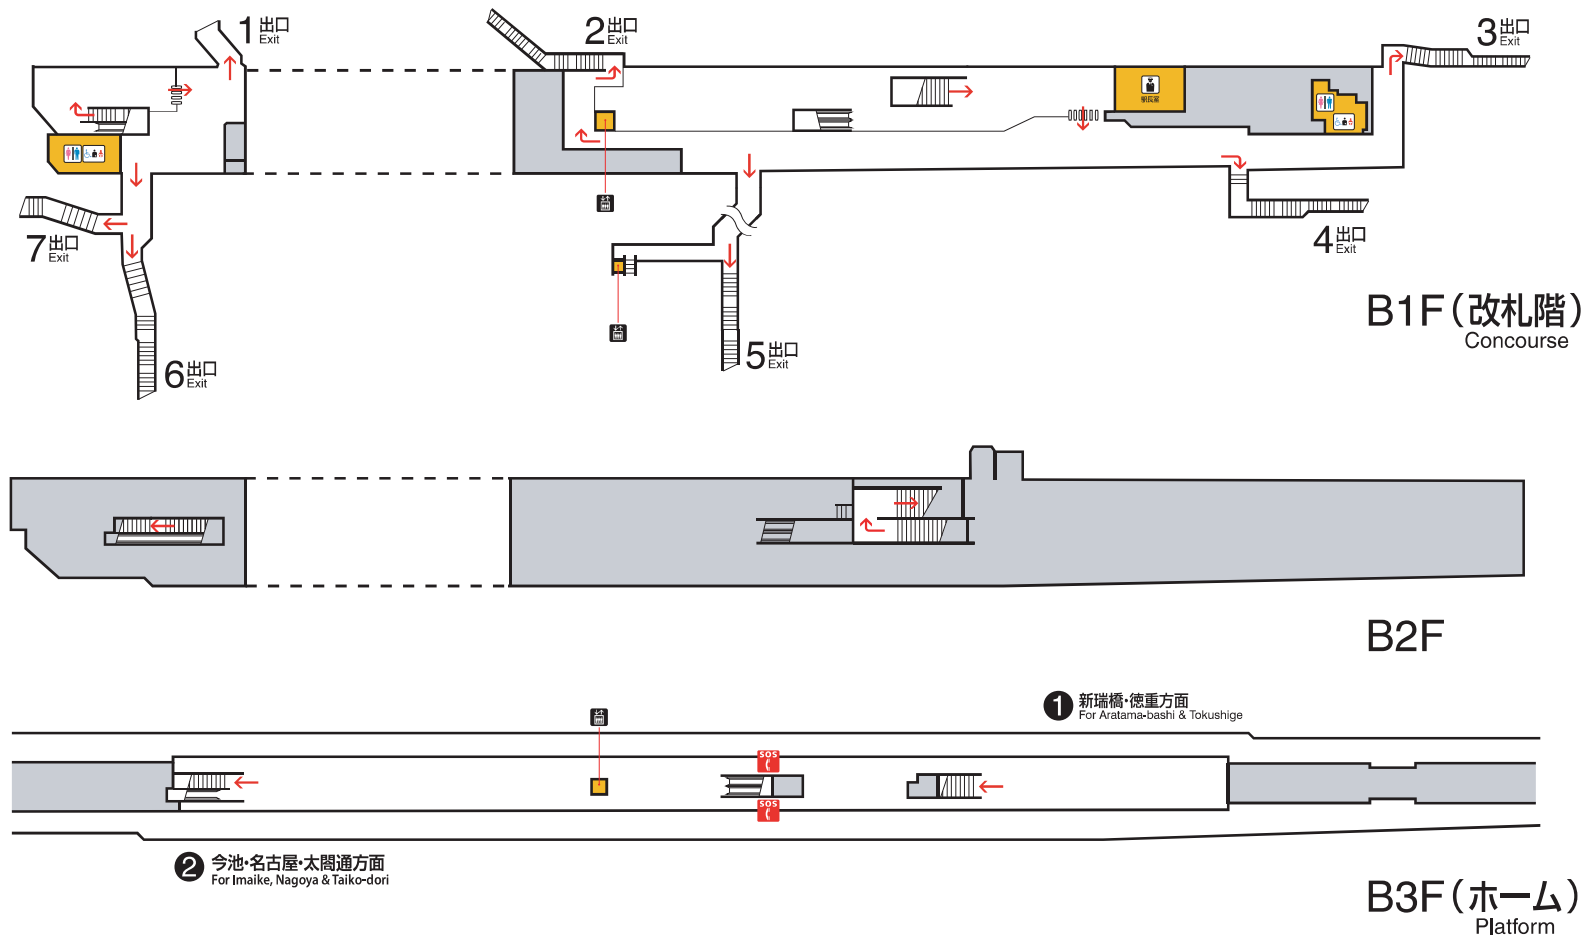 1 出口
Exit
2 出口
Exit
3 出口
Exit
駅長室
7 出口
Exit
4 出口
Exit
6 出口
Exit
5 出口
Exit
B1F(改札階)
Concourse
B2F
1 新瑞橋・徳重方面
For Aratama-bashi & Tokushige
SOS
SOS
2 今池・名古屋・太閤通方面
For Imaike, Nagoya & Taiko-dori
B3F(ホーム)
Platform